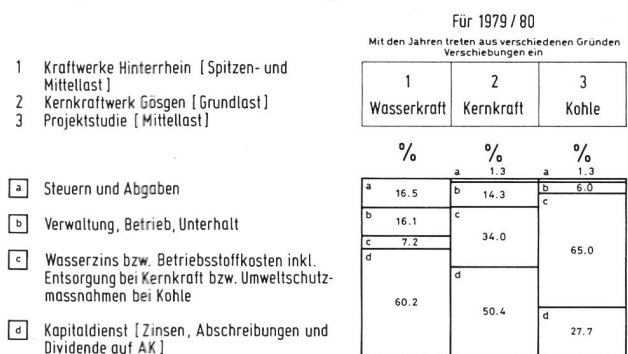 Für 1979 / 80
Mit den Jahren treten aus verschiedenen Gründen
Verschiebungen ein
1 Kraftwerke Hinterrhein [Spitzen- und
Mittellast]
2 Kernkraftwerk Gösgen [Grundlast]
3 Projektstudie [Mittellast]
1 2 3
Wasserkraft Kernkraft Kohle
% % %
a 1.3 a 1.3
a Steuern und Abgaben
b Verwaltung, Betrieb, Unterhalt
c Wasserzins bzw. Betriebsstoffkosten inkl.
Entsorgung bei Kernkraft bzw. Umweltschutz-
massnahmen bei Kohle
d Kapitaldienst [Zinsen, Abschreibungen und
Dividende auf AK]
a 16.5
b 16.1
c 7.2
d
60.2
b 14.3
c
34.0
d
50.4
b 6.0
c
65.0
d
27.7